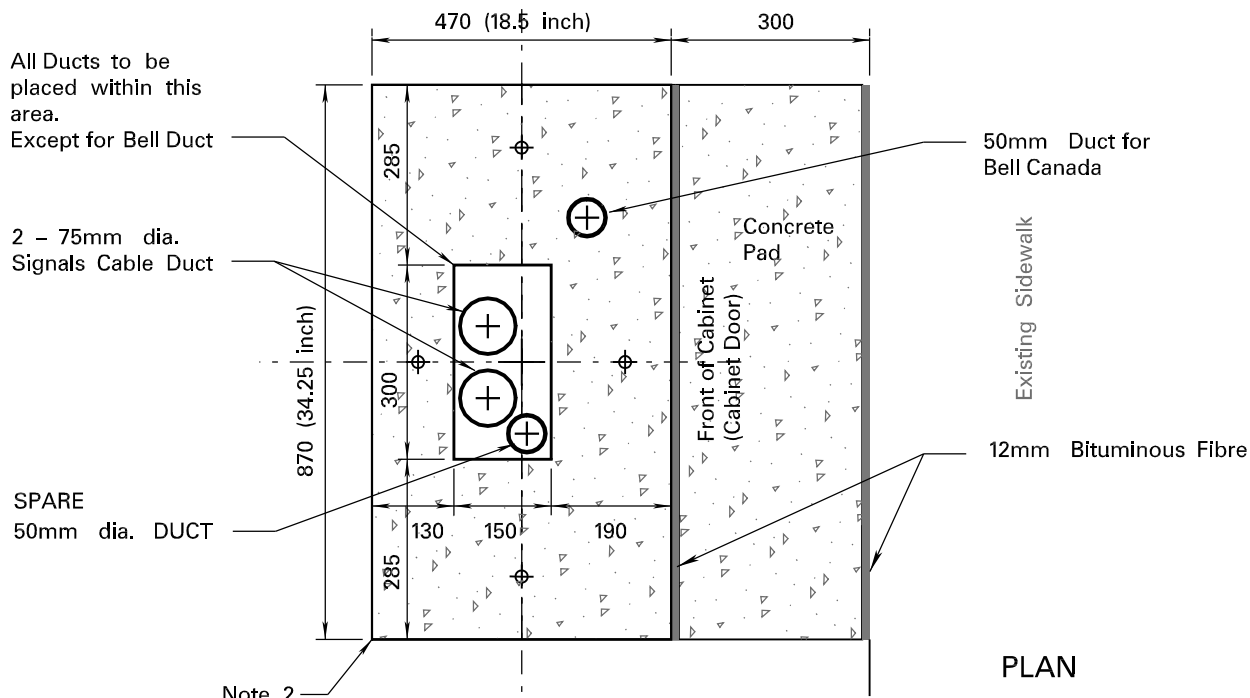 470 (18.5 inch)
300
All Ducts to be
placed within this
area.
Except for Bell Duct
285
50mm Duct for
Bell Canada
2 - 75mm dia.
Signals Cable Duct
Concrete
Pad
Existing Sidewalk
Front of Cabinet
(Cabinet Door)
870 (34.25 inch)
300
12mm Bituminous Fibre
SPARE
50mm dia. DUCT
130
150
190
285
PLAN
Note 2